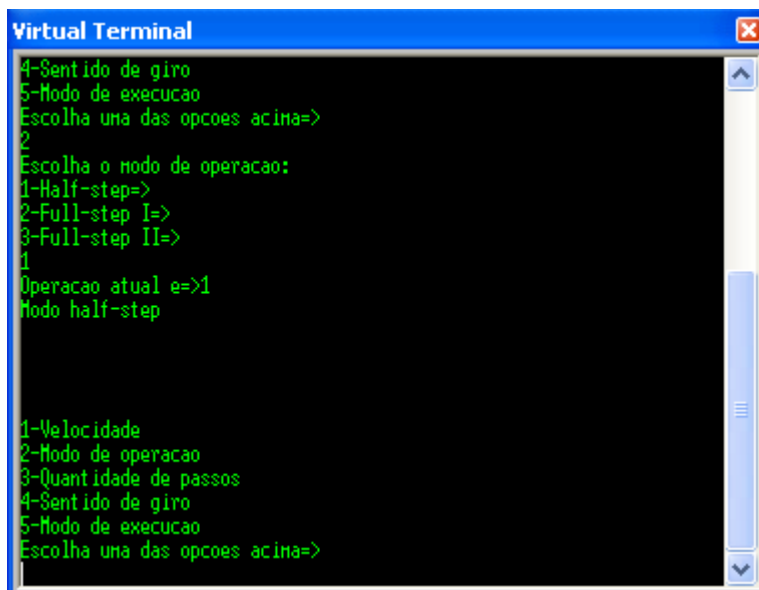 Virtual Terminal
4-Sentido de giro
5-Modo de execucao
Escolha uma das opcoes acima=>
2
Escolha o modo de operacao:
1-Half-step=>
2-Full-step I=>
3-Full-step II=>
1
Operacao atual e=>1
Modo half-step
1-Velocidade
2-Modo de operacao
3-Quantidade de passos
4-Sentido de giro
5-Modo de execucao
Escolha uma das opcoes acima=>